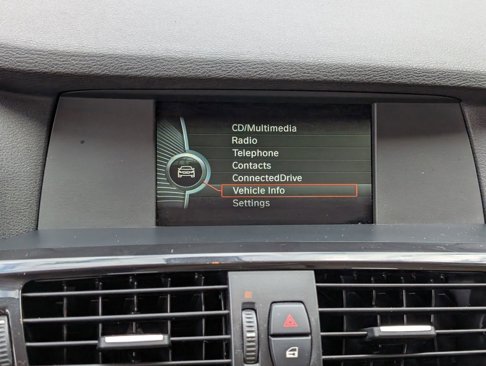 CD/Multimedia
Radio
Telephone
Contacts
ConnectedDrive
Vehicle Info
Settings